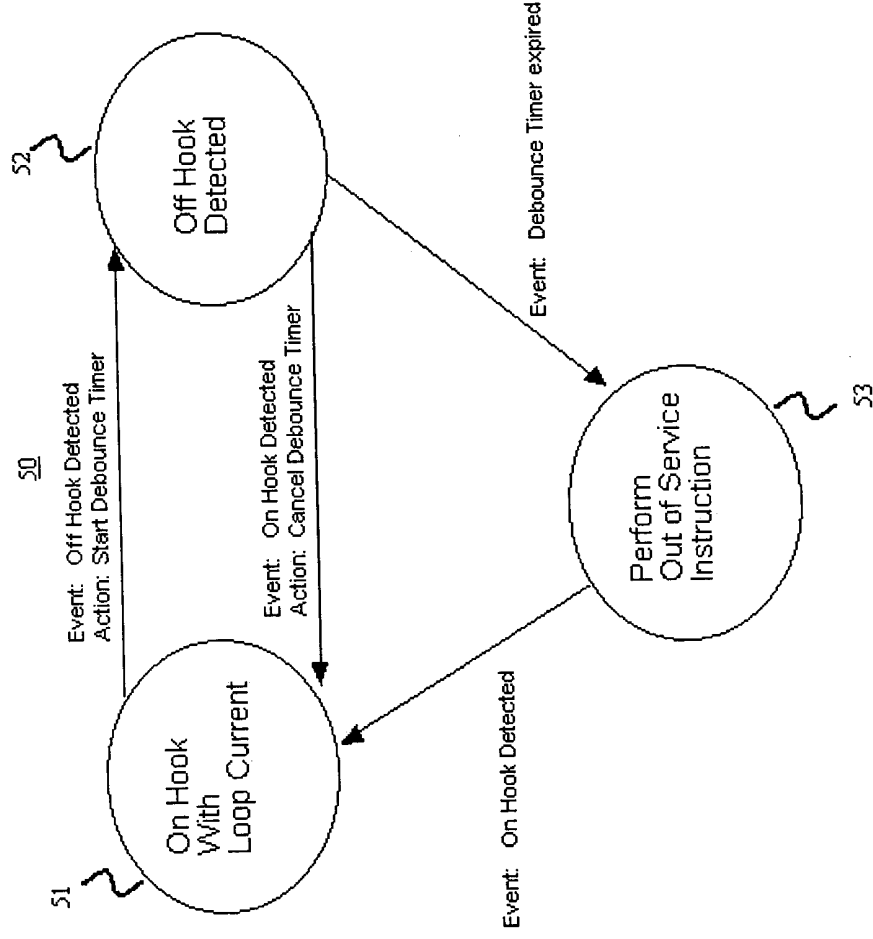 50
51
On Hook
With
Loop Current
Event: Off Hook Detected
Action: Start Debounce Timer
52
Off Hook
Detected
Event: On Hook Detected
Action: Cancel Debounce Timer
Event: On Hook Detected
Perform
Out of Service
Instruction
53
Event: Debounce Timer expired